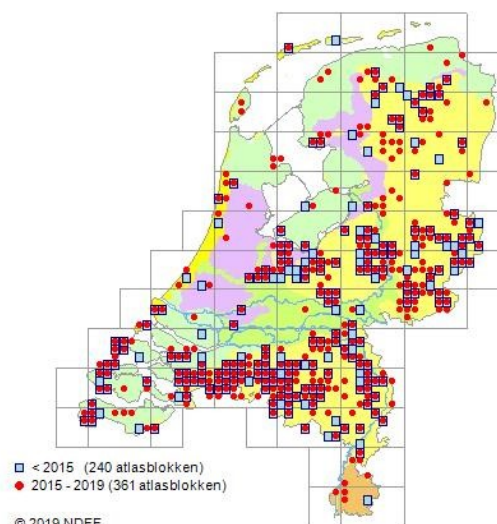 < 2015 (240 atlasblokken)
2015 - 2019 (361 atlasblokken)
© 2019 NDFF